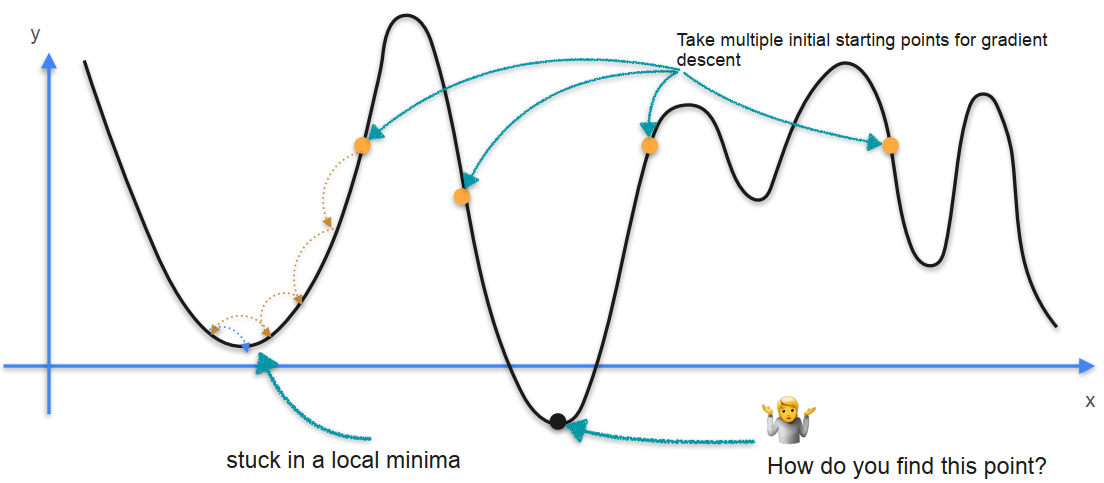 y
Take multiple initial starting points for gradient
descent
x
stuck in a local minima
How do you find this point?